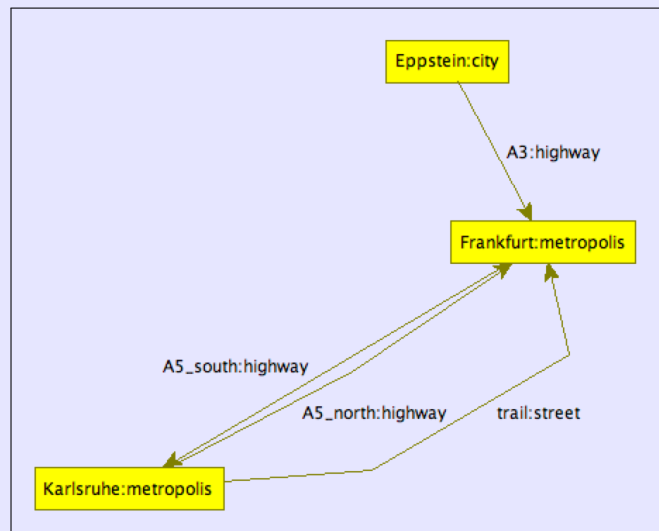 Eppstein:city
A3:highway
Frankfurt:metropolis
A5_south:highway
A5_north:highway
trail:street
Karlsruhe:metropolis